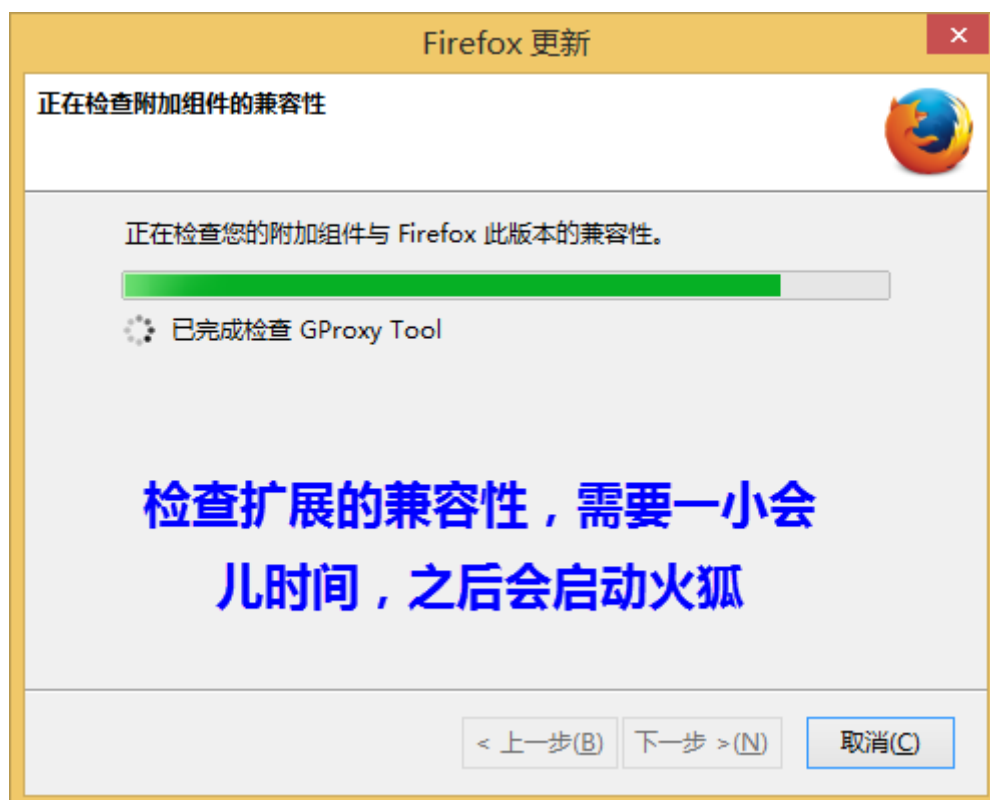 Firefox 更新
正在检查附加组件的兼容性
正在检查您的附加组件与 Firefox 此版本的兼容性。
已完成检查 GProxy Tool
检查扩展的兼容性，需要一小会
儿时间，之后会启动火狐
< 上一步(B) 下一步 >(N) 取消(C)